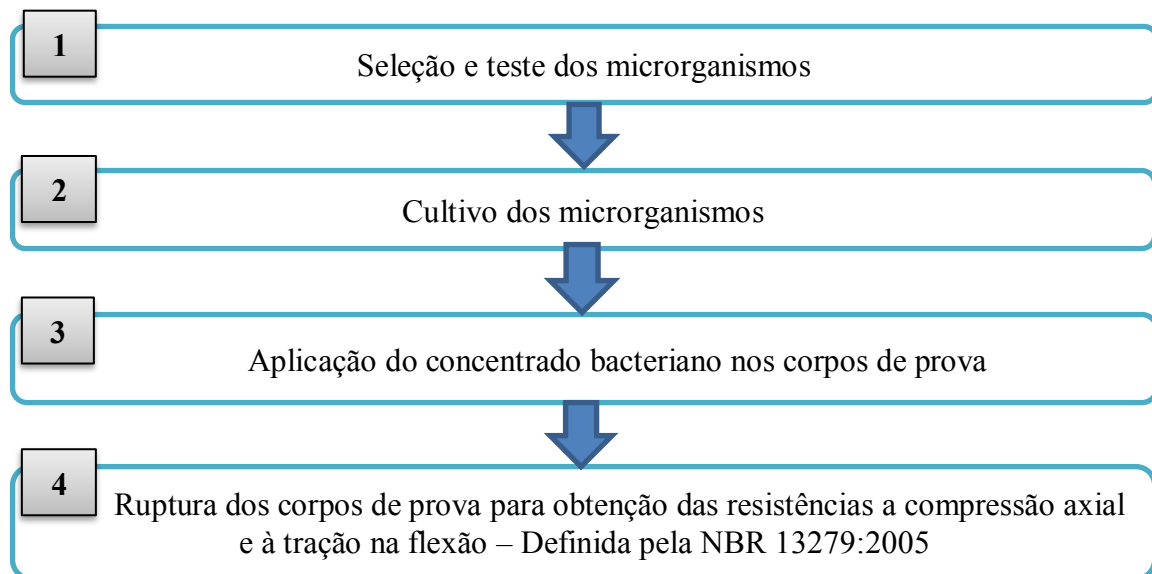 1
Seleção e teste dos microrganismos
2
Cultivo dos microrganismos
3
Aplicação do concentrado bacteriano nos corpos de prova
4
Ruptura dos corpos de prova para obtenção das resistências a compressão axial
e à tração na flexão – Definida pela NBR 13279:2005